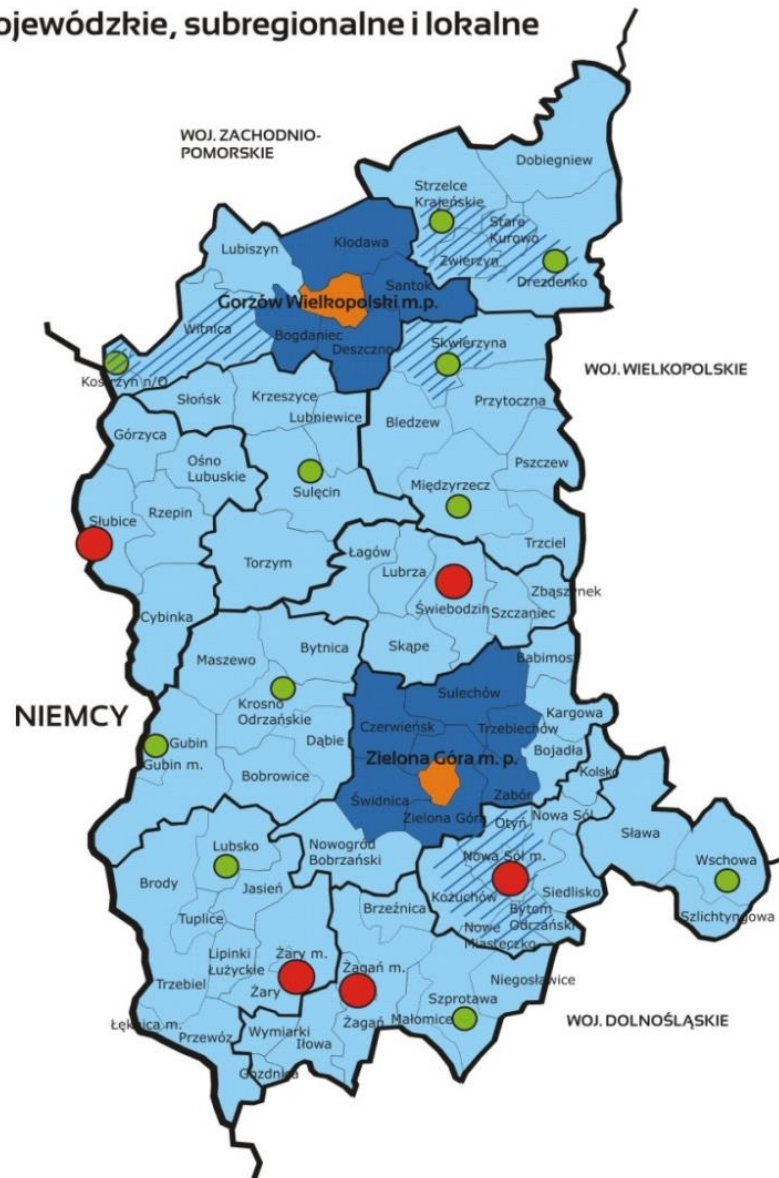 ojewódzkie, subregionalne i lokalne
WOJ. ZACHODNIO-
POMORSKIE
Dobiegniew
Strzelce
Krajeńskie
Stare
Kurowo
Kłodawa
Lubiszyn
Zwierzyn
Drezdenko
Santok
Gorzów Wielkopolski m.p.
Witnica
Bogdaniec
Deszczno
Skwierzyna
WOJ. WIELKOPOLSKIE
Kostrzyn n/O
Krzeszyce
Słońsk
Lubniewice
Przytoczna
Bledzew
Górzyca
Ośno
Lubuskie
Pszczew
Międzyrzecz
Sulęcin
Rzepin
Słubice
Trzciel
Łagów
Torzym
Lubrza
Zbąszynek
Świebodzin
Szczaniec
Cybinka
Skąpe
Bytnica
Babimost
Maszewo
Sulechów
Krosno
Odrzańskie
Kargowa
NIEMCY
Czerwieńsk
Trzebiechów
Dąbie
Gubin
Gubin m.
Bojadła
Zielona Góra m. p.
Kolsko
Bobrowice
Zabór
Świdnica
Zielona Góra
Otyń
Nowa Sól
Sława
Nowogród
Bobrzański
Lubsko
Nowa Sól m.
Wschowa
Brody
Jasień
Kożuchów
Siedlisko
Brzeźnica
Bytom
Odrzański
Szlichtyngowa
Tuplice
Nowe
Miasteczko
Lipinki
Łużyckie
Żary m.
Żagań m.
Niegosławice
Trzebiel
Żary
Szprotawa
Łęknica m.
Przewóz
Wymiarki
Iłowa
Żagań
Małomice
WOJ. DOLNOŚLĄSKIE
Gozdnica